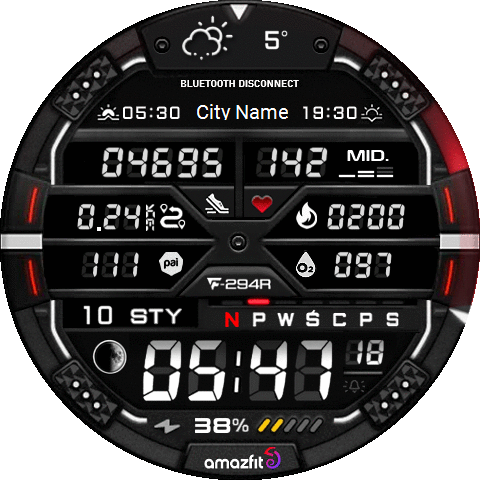 5°
BLUETOOTH DISCONNECT
05:30 City Name 19:30
04695 142 MID.
0.24 KM 0200
111 pai O2 097
F-294R
10 STY N P W Ś C P S
05:47 18
38%
amazfit